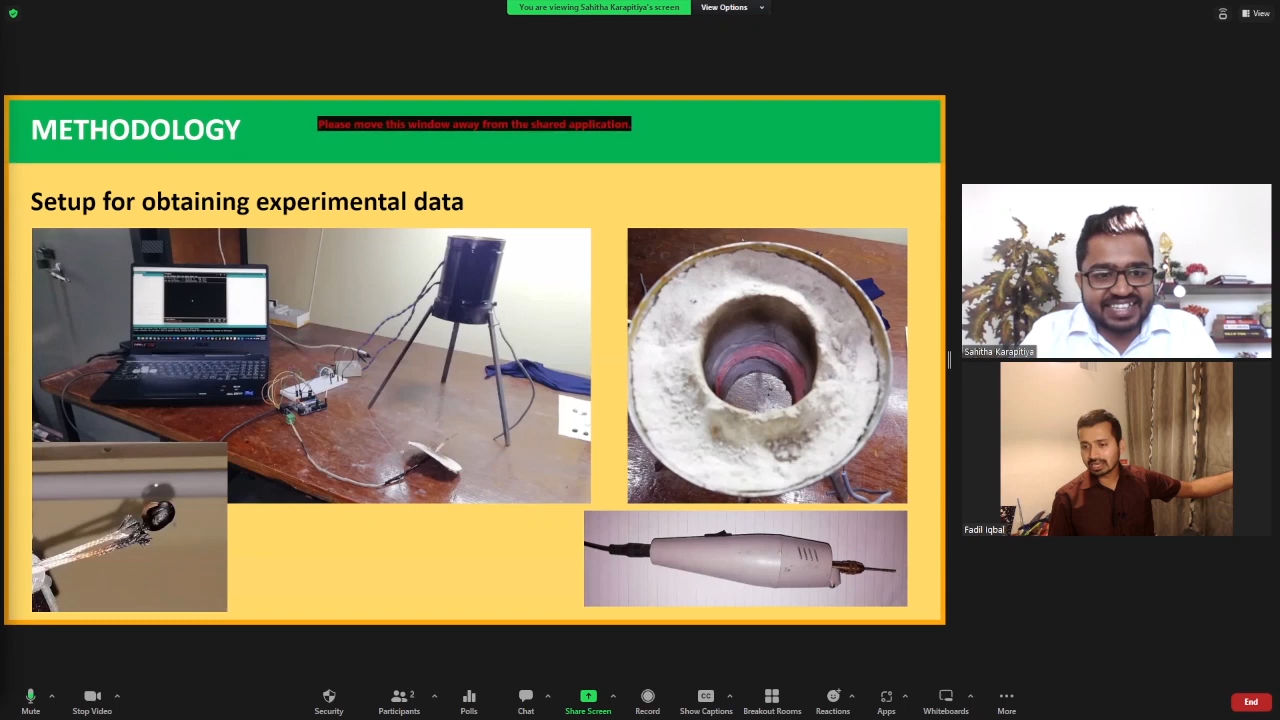 You are viewing Sahitha Karapitiya's screen
View Options
View
METHODOLOGY
Please move this window away from the shared application.
Setup for obtaining experimental data
Sahitha Karapitiya
Fadil Iqbal
Mute
Stop Video
Security
2
Participants
Polls
Chat
Share Screen
Record
CC
Show Captions
Breakout Rooms
Reactions
Apps
Whiteboards
More
End